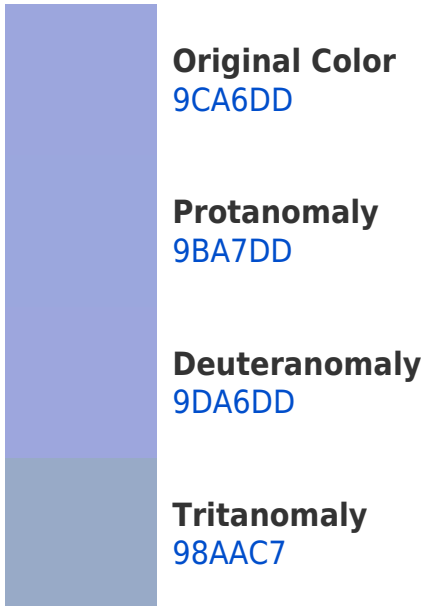 Original Color
9CA6DD
Protanomaly
9BA7DD
Deuteranomaly
9DA6DD
Tritanomaly
98AAC7